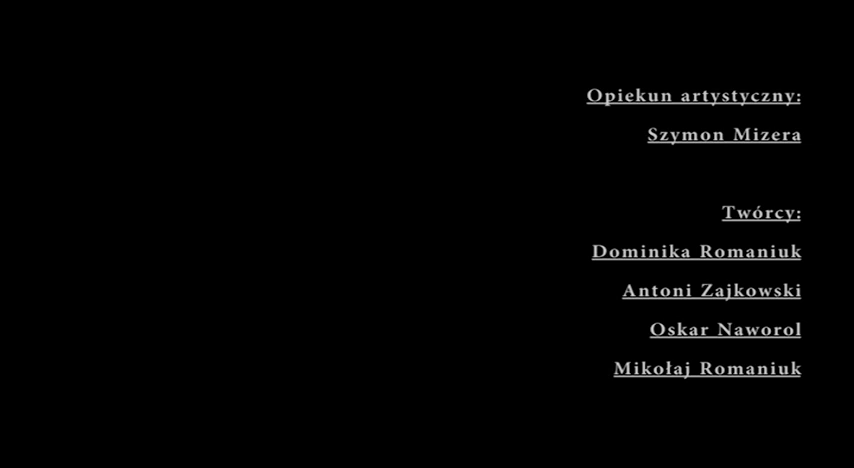 Opiekun artystyczny:
Szymon Mizera
Twórcy:
Dominika Romaniuk
Antoni Zajkowski
Oskar Naworol
Mikołaj Romaniuk